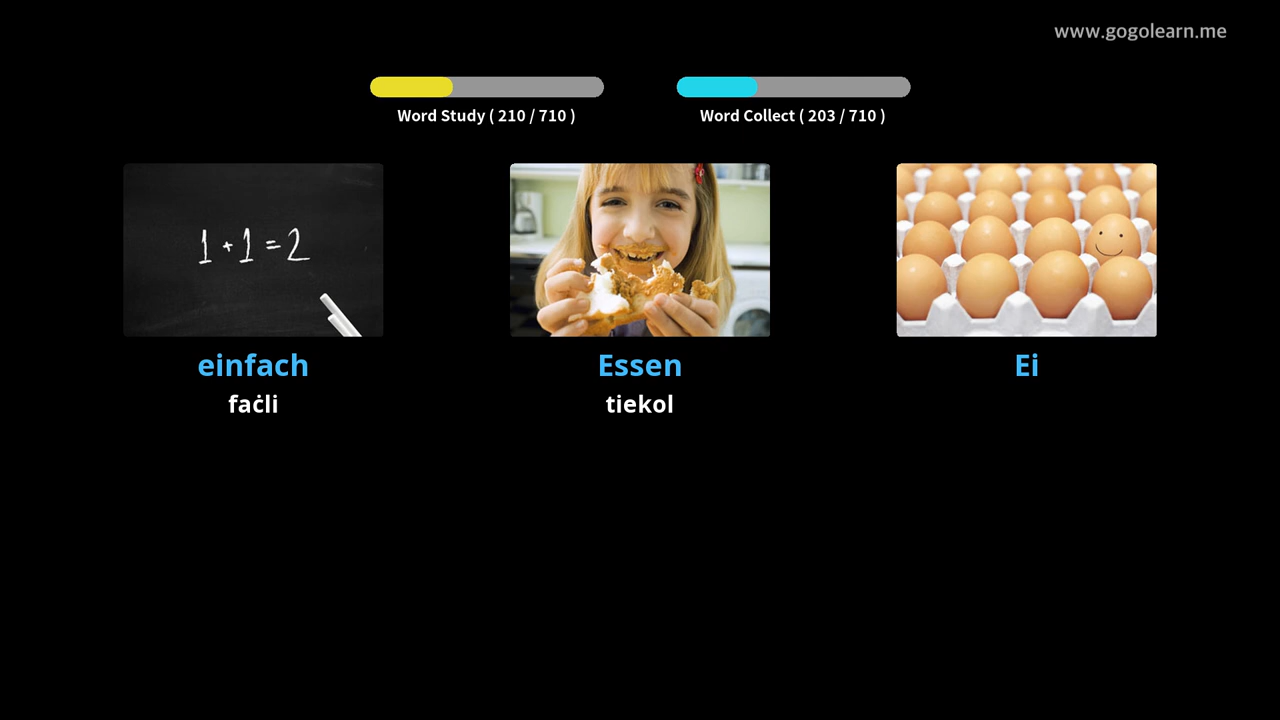 www.gogolearn.me
Word Study ( 210 / 710 )
Word Collect ( 203 / 710 )
1 + 1 = 2
einfach
Essen
Ei
faċli
tiekol